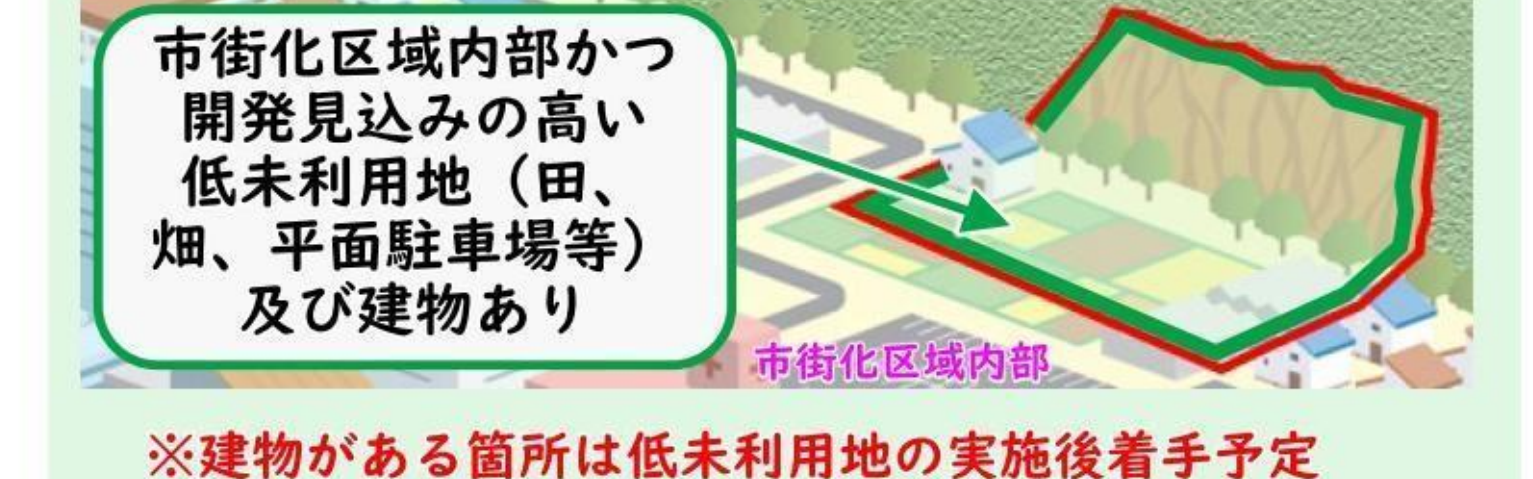 市街化区域内部かつ
開発見込みの高い
低未利用地（田、
畑、平面駐車場等）
及び建物あり
市街化区域内部
※建物がある箇所は低未利用地の実施後着手予定